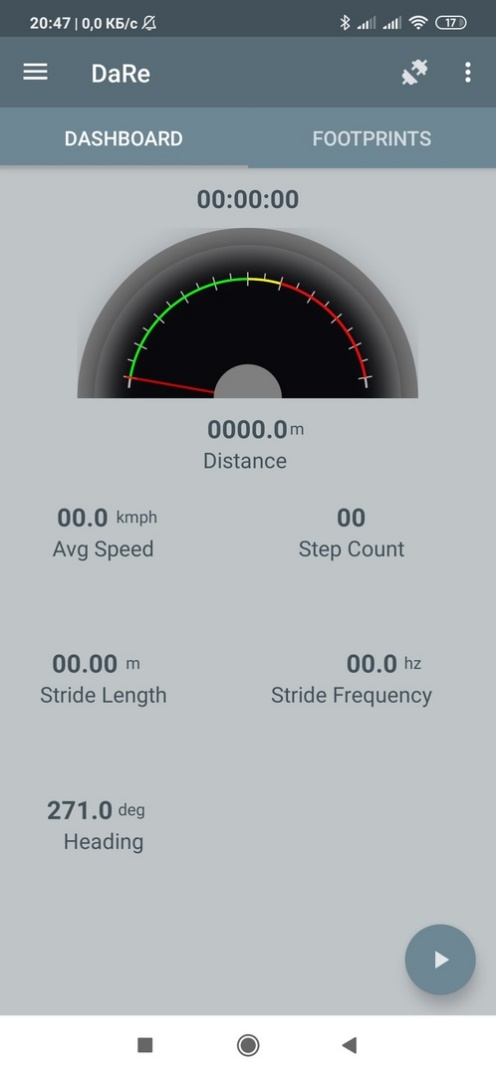 20:47 | 0,0 КБ/с
17
DaRe
DASHBOARD
FOOTPRINTS
00:00:00
0000.0 m
Distance
00.0 kmph
Avg Speed
00
Step Count
00.00 m
Stride Length
00.0 hz
Stride Frequency
271.0 deg
Heading